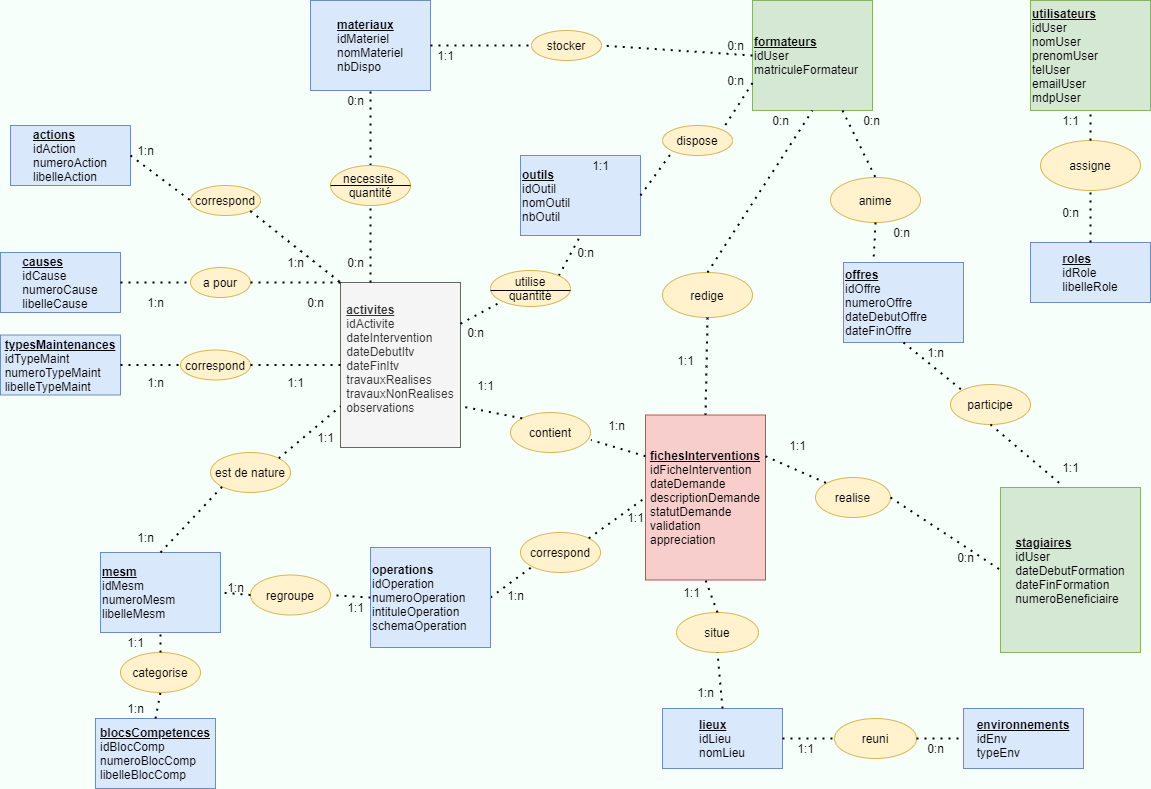 materiaux
idMateriel
nomMateriel
nbDispo
1:1
stocker
0:n
formateurs
idUser
matriculeFormateur
utilisateurs
idUser
nomUser
prenomUser
telUser
emailUser
mdpUser
0:n
0:n
dispose
0:n
0:n
1:1
assigne
0:n
roles
idRole
libelleRole
actions
idAction
numeroAction
libelleAction
1:n
correspond
1:n
necessite
quantité
0:n
outils
1:1
idOutil
nomOutil
nbOutil
0:n
utilise
quantité
0:n
anime
0:n
offres
idOffre
numeroOffre
dateDebutOffre
dateFinOffre
1:n
causes
idCause
numeroCause
libelleCause
1:n
a pour
0:n
redige
1:1
activites
idActivite
dateIntervention
dateDebutItv
dateFinItv
travauxRealises
travauxNonRealises
observations
typesMaintenances
idTypeMaint
numeroTypeMaint
libelleTypeMaint
1:n
correspond
1:1
1:1
contient
1:n
participe
1:1
1:1
est de nature
1:n
fichesInterventions
idFicheIntervention
dateDemande
descriptionDemande
statutDemande
validation
appreciation
1:1
realise
0:n
stagiaires
idUser
dateDebutFormation
dateFinFormation
numeroBeneficiaire
1:1
correspond
1:n
mesm
idMesm
numeroMesm
libelleMesm
1:n
regroupe
1:1
operations
idOperation
numeroOperation
intituleOperation
schemaOperation
1:1
situe
1:n
1:1
categorise
1:n
blocsCompetences
idBlocComp
numeroBlocComp
libelleBlocComp
lieux
idLieu
nomLieu
1:1
reuni
0:n
environnements
idEnv
typeEnv